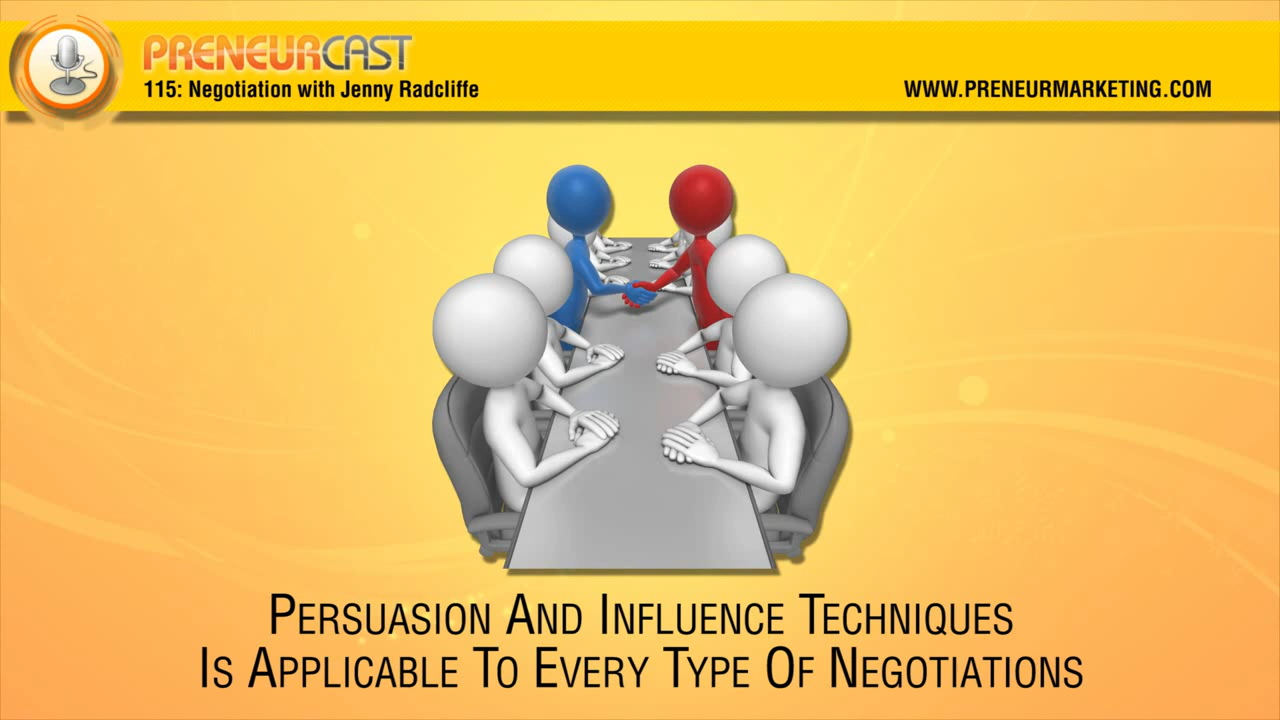 PRENEURCAST
115: Negotiation with Jenny Radcliffe
WWW.PRENEURMARKETING.COM
PERSUASION AND INFLUENCE TECHNIQUES
IS APPLICABLE TO EVERY TYPE OF NEGOTIATIONS